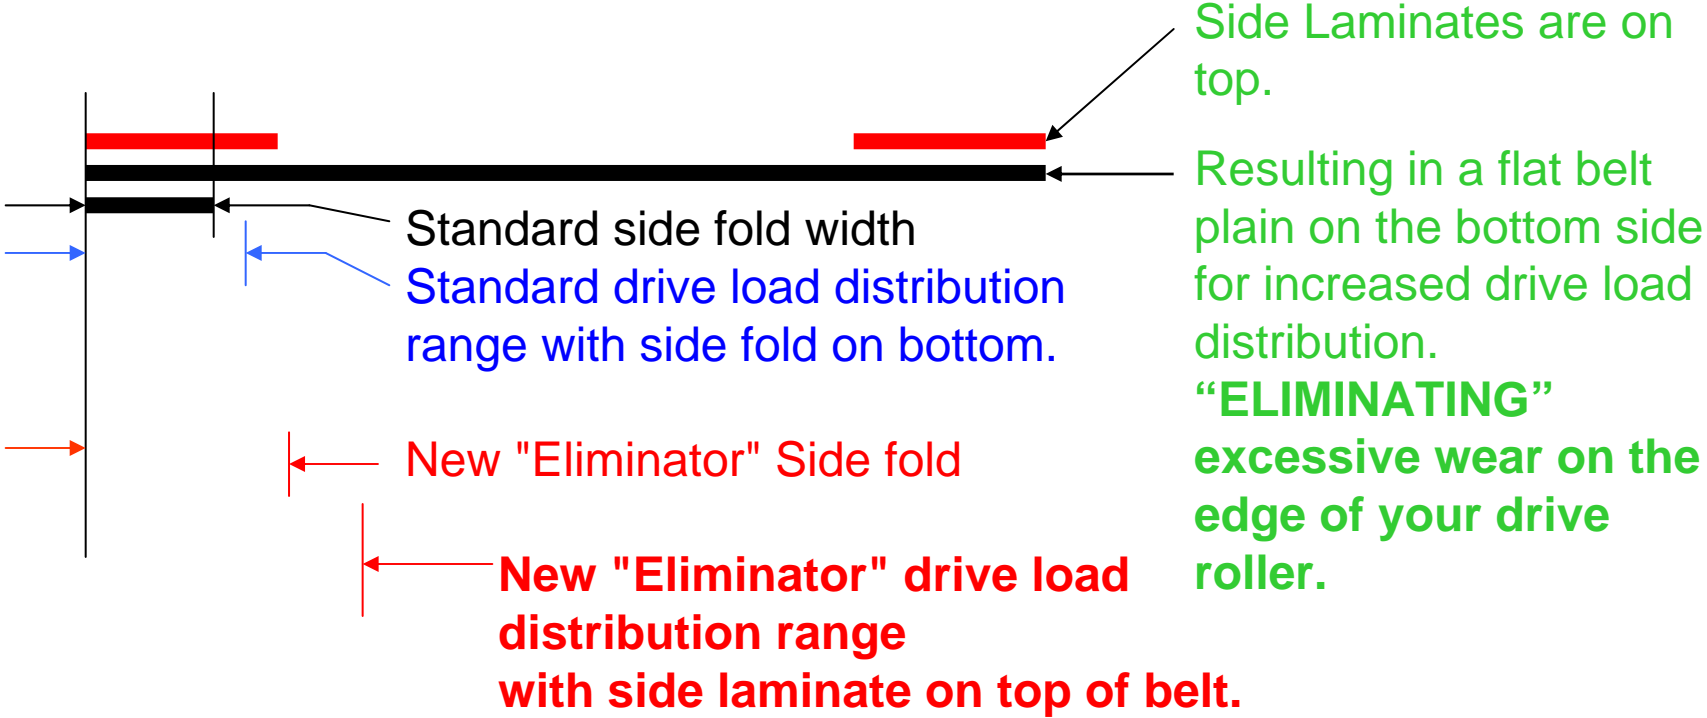 Side Laminates are on
top.
Resulting in a flat belt
plain on the bottom side
for increased drive load
distribution.
“ELIMINATING”
excessive wear on the
edge of your drive
roller.
Standard side fold width
Standard drive load distribution
range with side fold on bottom.
New "Eliminator" Side fold
New "Eliminator" drive load
distribution range
with side laminate on top of belt.